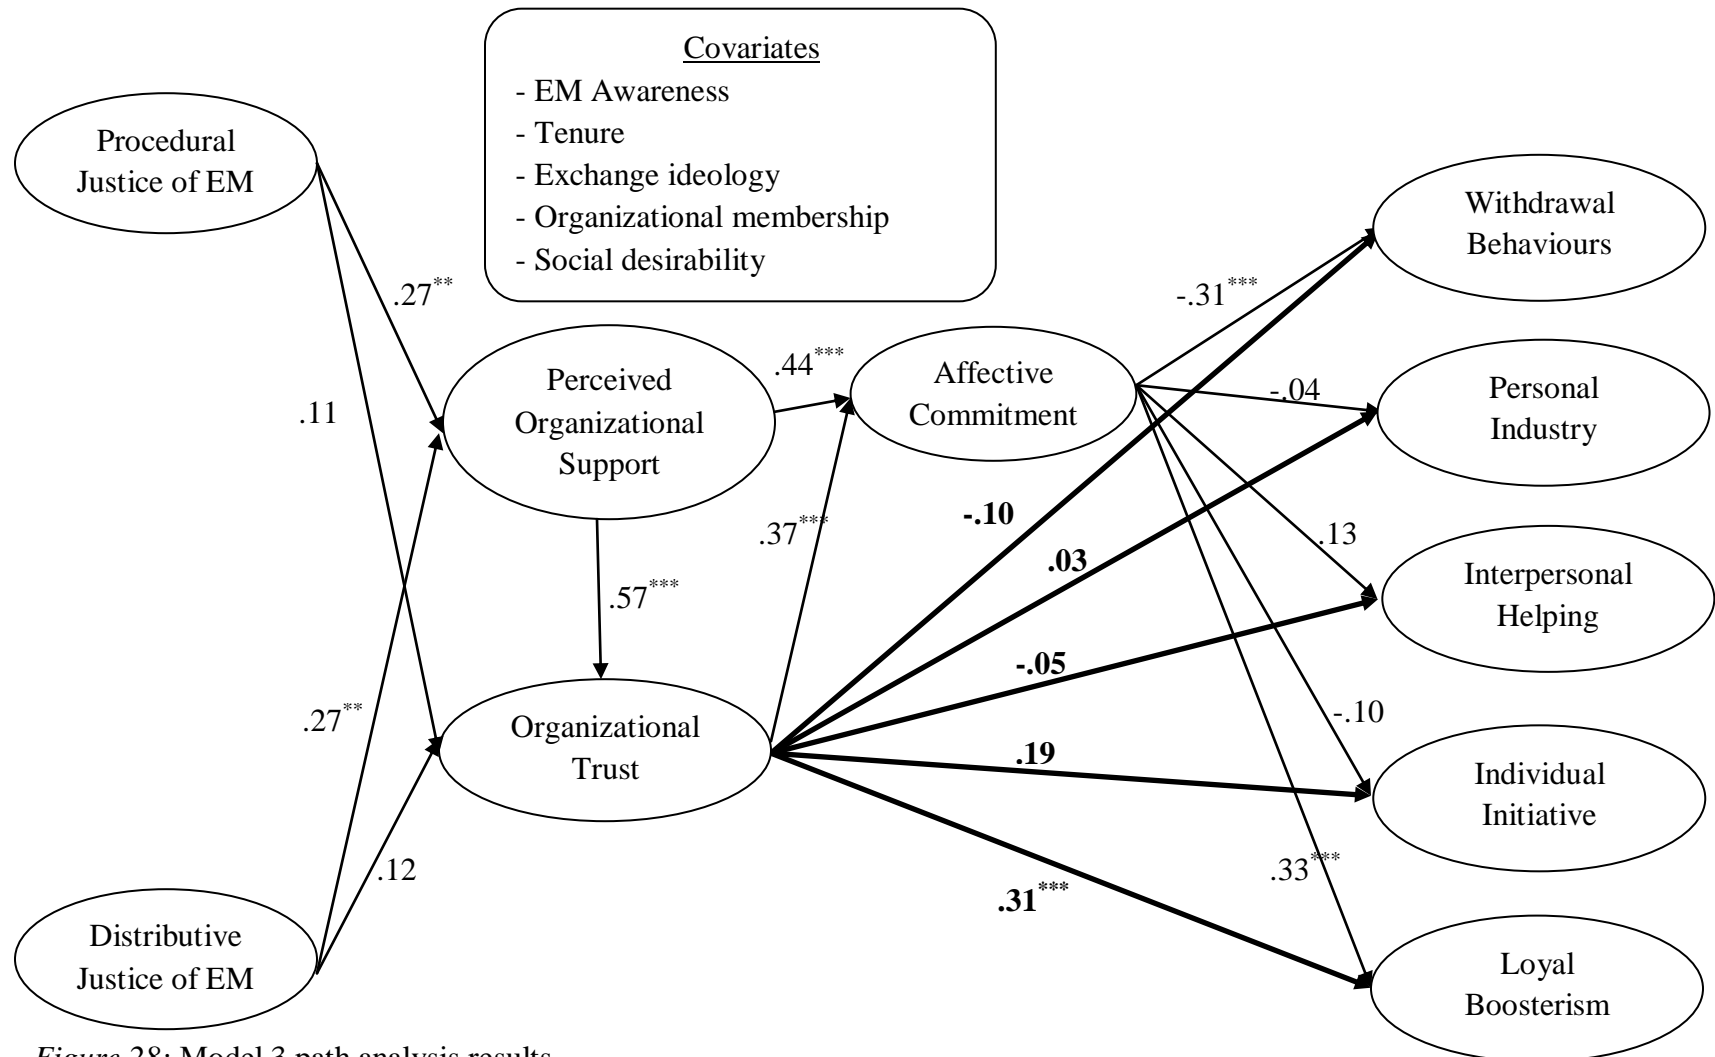 Covariates
- EM Awareness
- Tenure
- Exchange ideology
- Organizational membership
- Social desirability
Procedural
Justice of EM
Withdrawal
Behaviours
.27**
-.31***
Perceived
Organizational
Support
.44***
Affective
Commitment
-.04
Personal
Industry
.11
-.10
.37***
.13
.03
.57***
Interpersonal
Helping
-.05
.27**
Organizational
Trust
-.10
.19
Individual
Initiative
.12
.33***
.31***
Distributive
Justice of EM
Loyal
Boosterism
Figure 28: Model 3 path analysis results